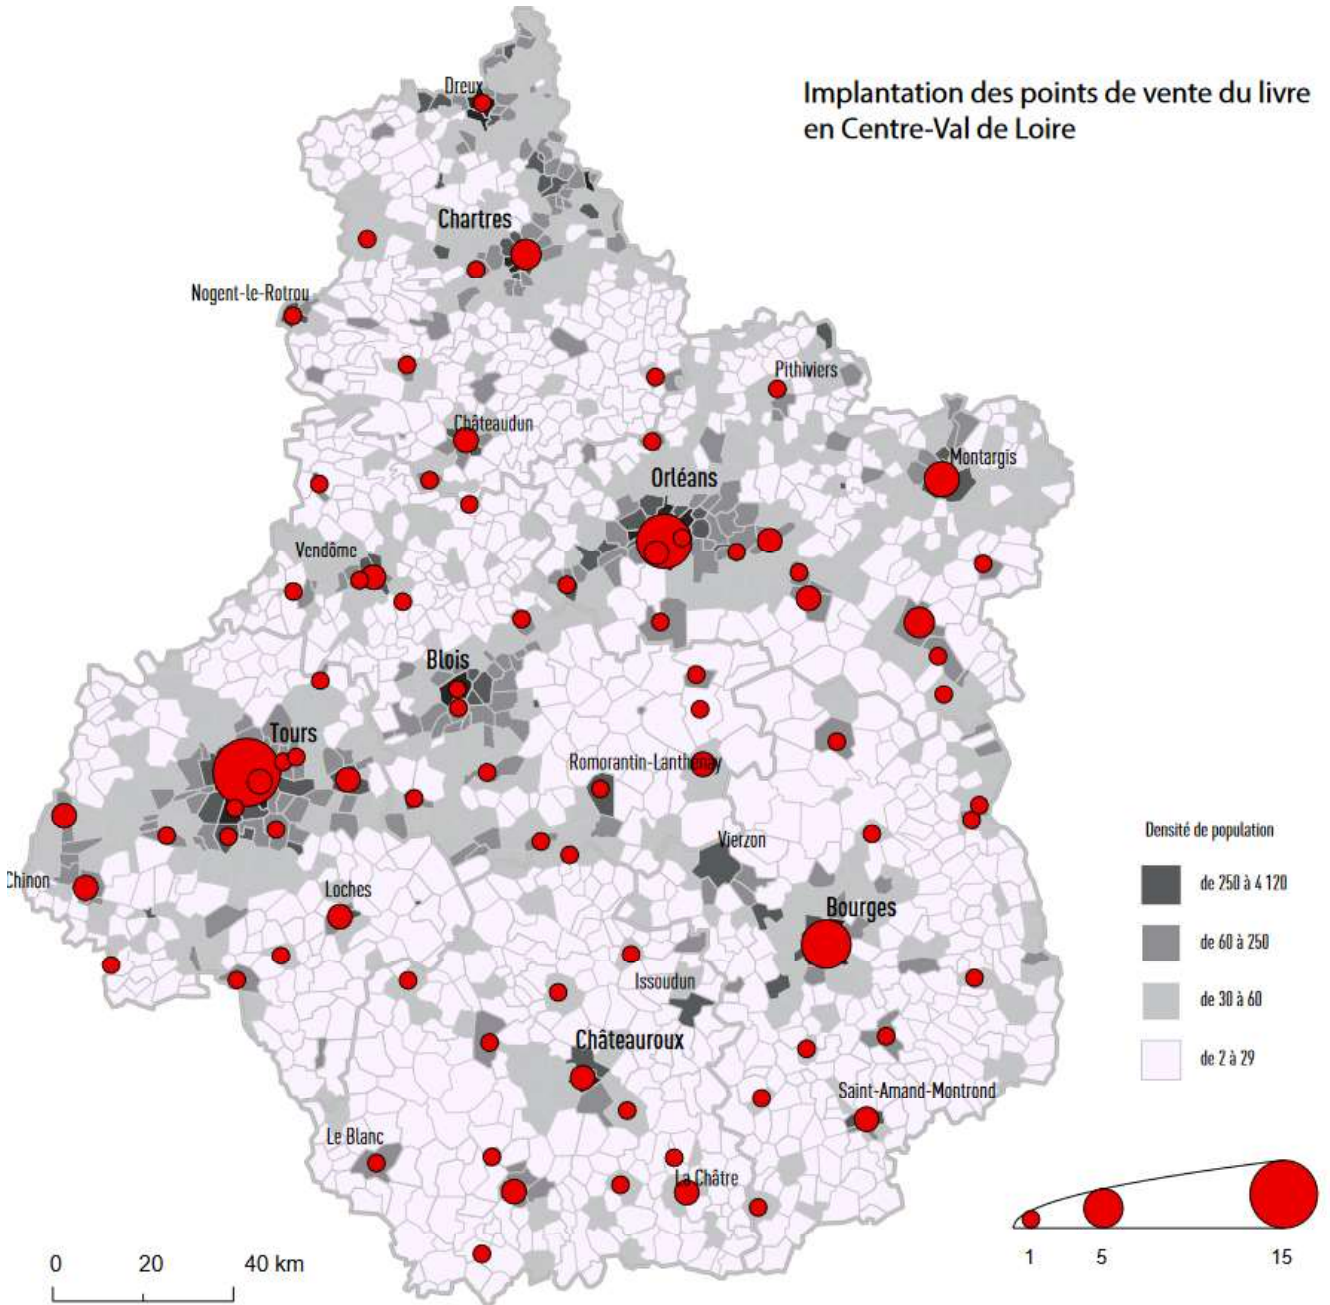 Implantation des points de vente du livre
en Centre-Val de Loire
Dreux
Chartres
Nogent-le-Rotrou
Pithiviers
Châteaudun
Montargis
Orléans
Vendôme
Blois
Tours
Romorantin-Lanthenay
Vierzon
Chinon
Loches
Bourges
Issoudun
Châteauroux
Saint-Amand-Montrond
Le Blanc
La Châtre
Densité de population
de 250 à 4 120
de 60 à 250
de 30 à 60
de 2 à 29
0 20 40 km
1 5 15